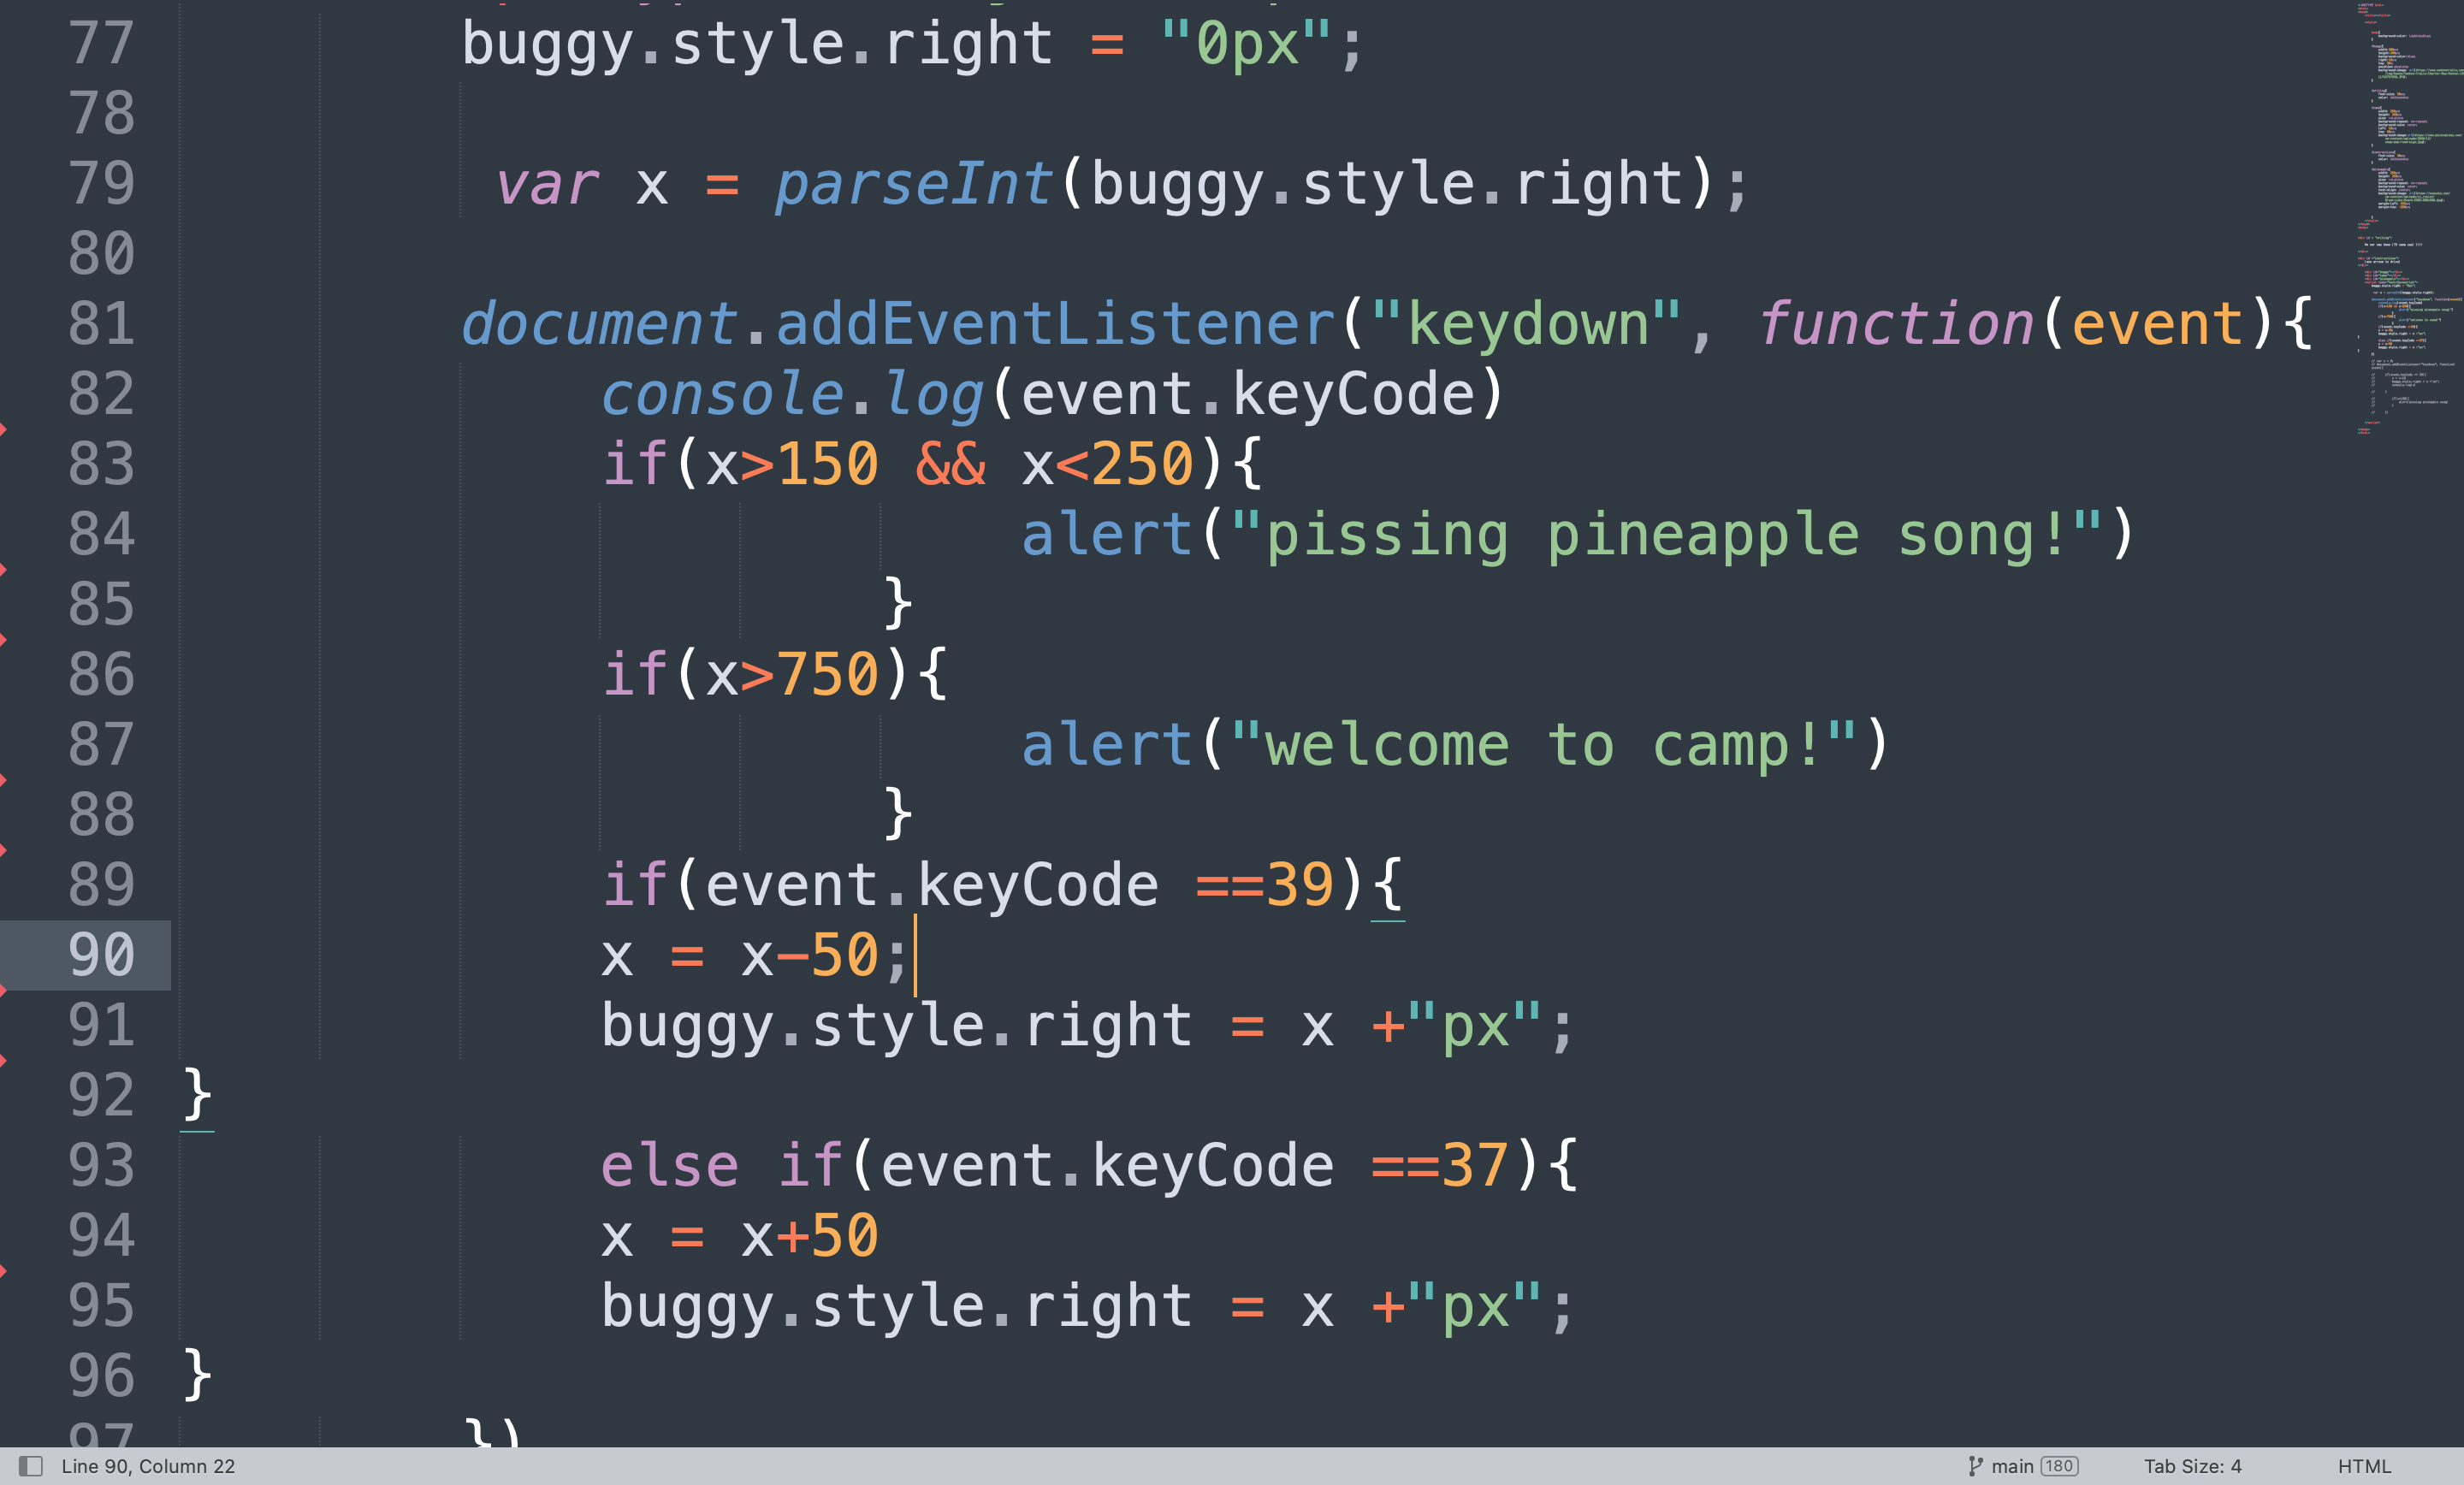 77 buggy.style.right = "0px";
78
79 var x = parseInt(buggy.style.right);
80
81 document.addEventListener("keydown", function(event){
82 console.log(event.keyCode)
83 if(x>150 && x<250){
84 alert("pissing pineapple song!")
85 }
86 if(x>750){
87 alert("welcome to camp!")
88 }
89 if(event.keyCode ==39){
90 x = x-50;
91 buggy.style.right = x +"px";
92 }
93 else if(event.keyCode ==37){
94 x = x+50
95 buggy.style.right = x +"px";
96 }
97 })
Line 90, Column 22 main 180 Tab Size: 4 HTML